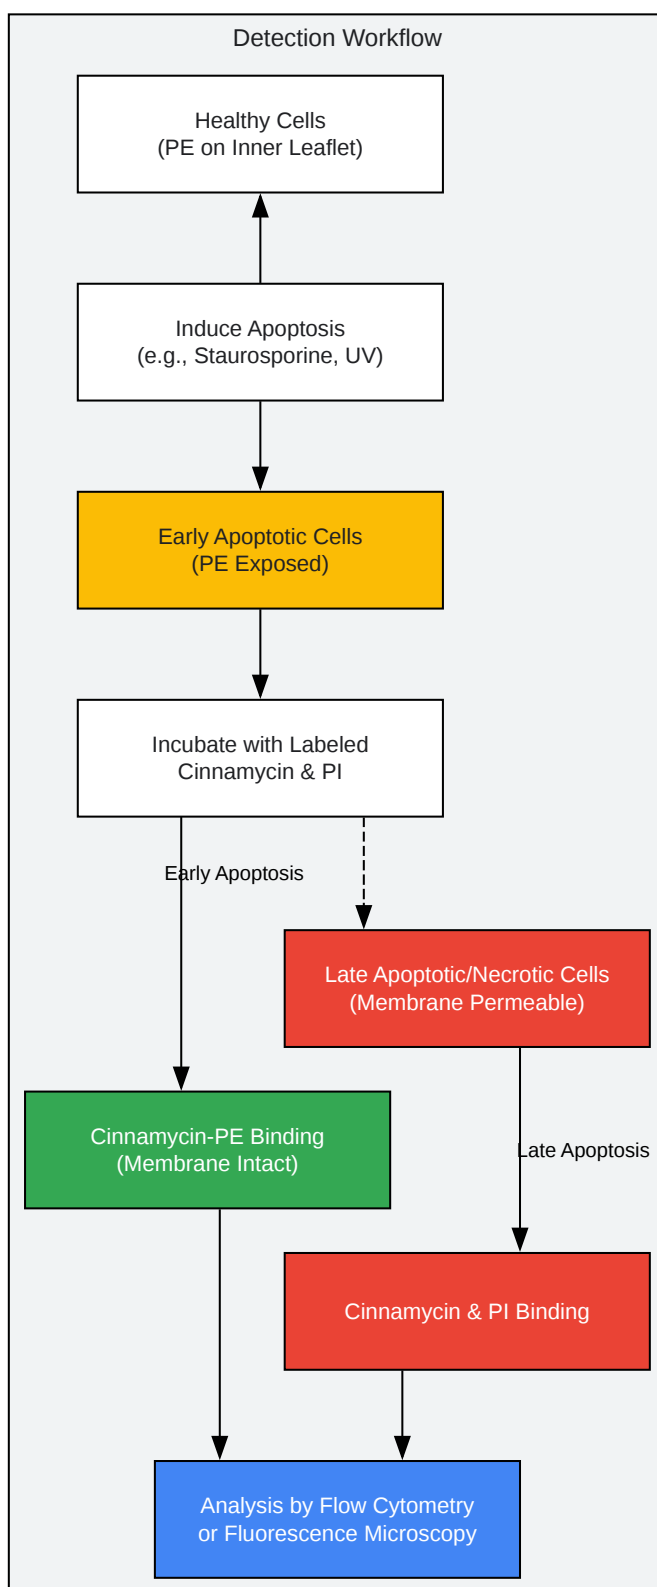 Detection Workflow
Healthy Cells
(PE on Inner Leaflet)
Induce Apoptosis
(e.g., Staurosporine, UV)
Early Apoptotic Cells
(PE Exposed)
Incubate with Labeled
Cinnamycin & PI
Early Apoptosis
Late Apoptotic/Necrotic Cells
(Membrane Permeable)
Cinnamycin-PE Binding
(Membrane Intact)
Late Apoptosis
Cinnamycin & PI Binding
Analysis by Flow Cytometry
or Fluorescence Microscopy